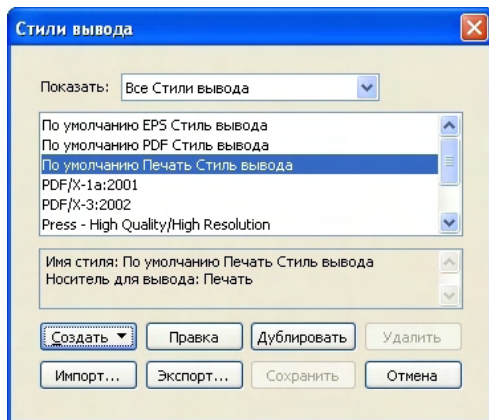 Стили вывода
Показать: Все Стили вывода
По умолчанию EPS Стиль вывода
По умолчанию PDF Стиль вывода
По умолчанию Печать Стиль вывода
PDF/X-1a:2001
PDF/X-3:2002
Press - High Quality/High Resolution
Имя стиля: По умолчанию Печать Стиль вывода
Носитель для вывода: Печать
Создать Правка Дублировать Удалить
Импорт... Экспорт... Сохранить Отмена